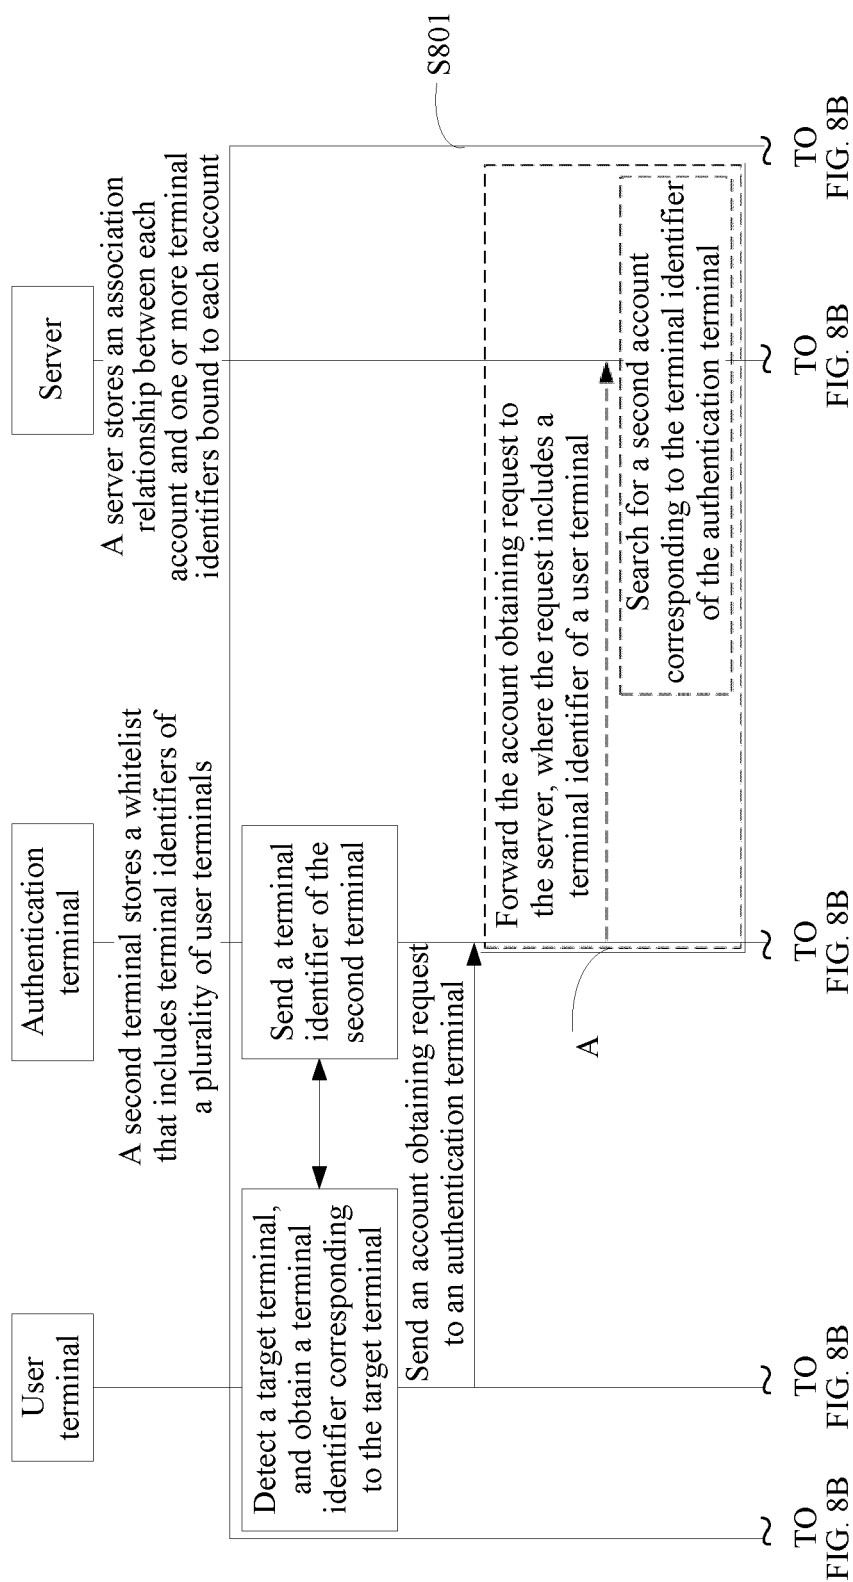 User
terminal
Authentication
terminal
Server
A second terminal stores a whitelist
that includes terminal identifiers of
a plurality of user terminals
A server stores an association
relationship between each
account and one or more terminal
identifiers bound to each account
Detect a target terminal,
and obtain a terminal
identifier corresponding
to the target terminal
Send a terminal
identifier of the
second terminal
S801
Send an account obtaining request
to an authentication terminal
Forward the account obtaining request to
the server, where the request includes a
terminal identifier of a user terminal
A
Search for a second account
corresponding to the terminal identifier
of the authentication terminal
TO
FIG. 8B
TO
FIG. 8B
TO
FIG. 8B
TO
FIG. 8B
TO
FIG. 8B